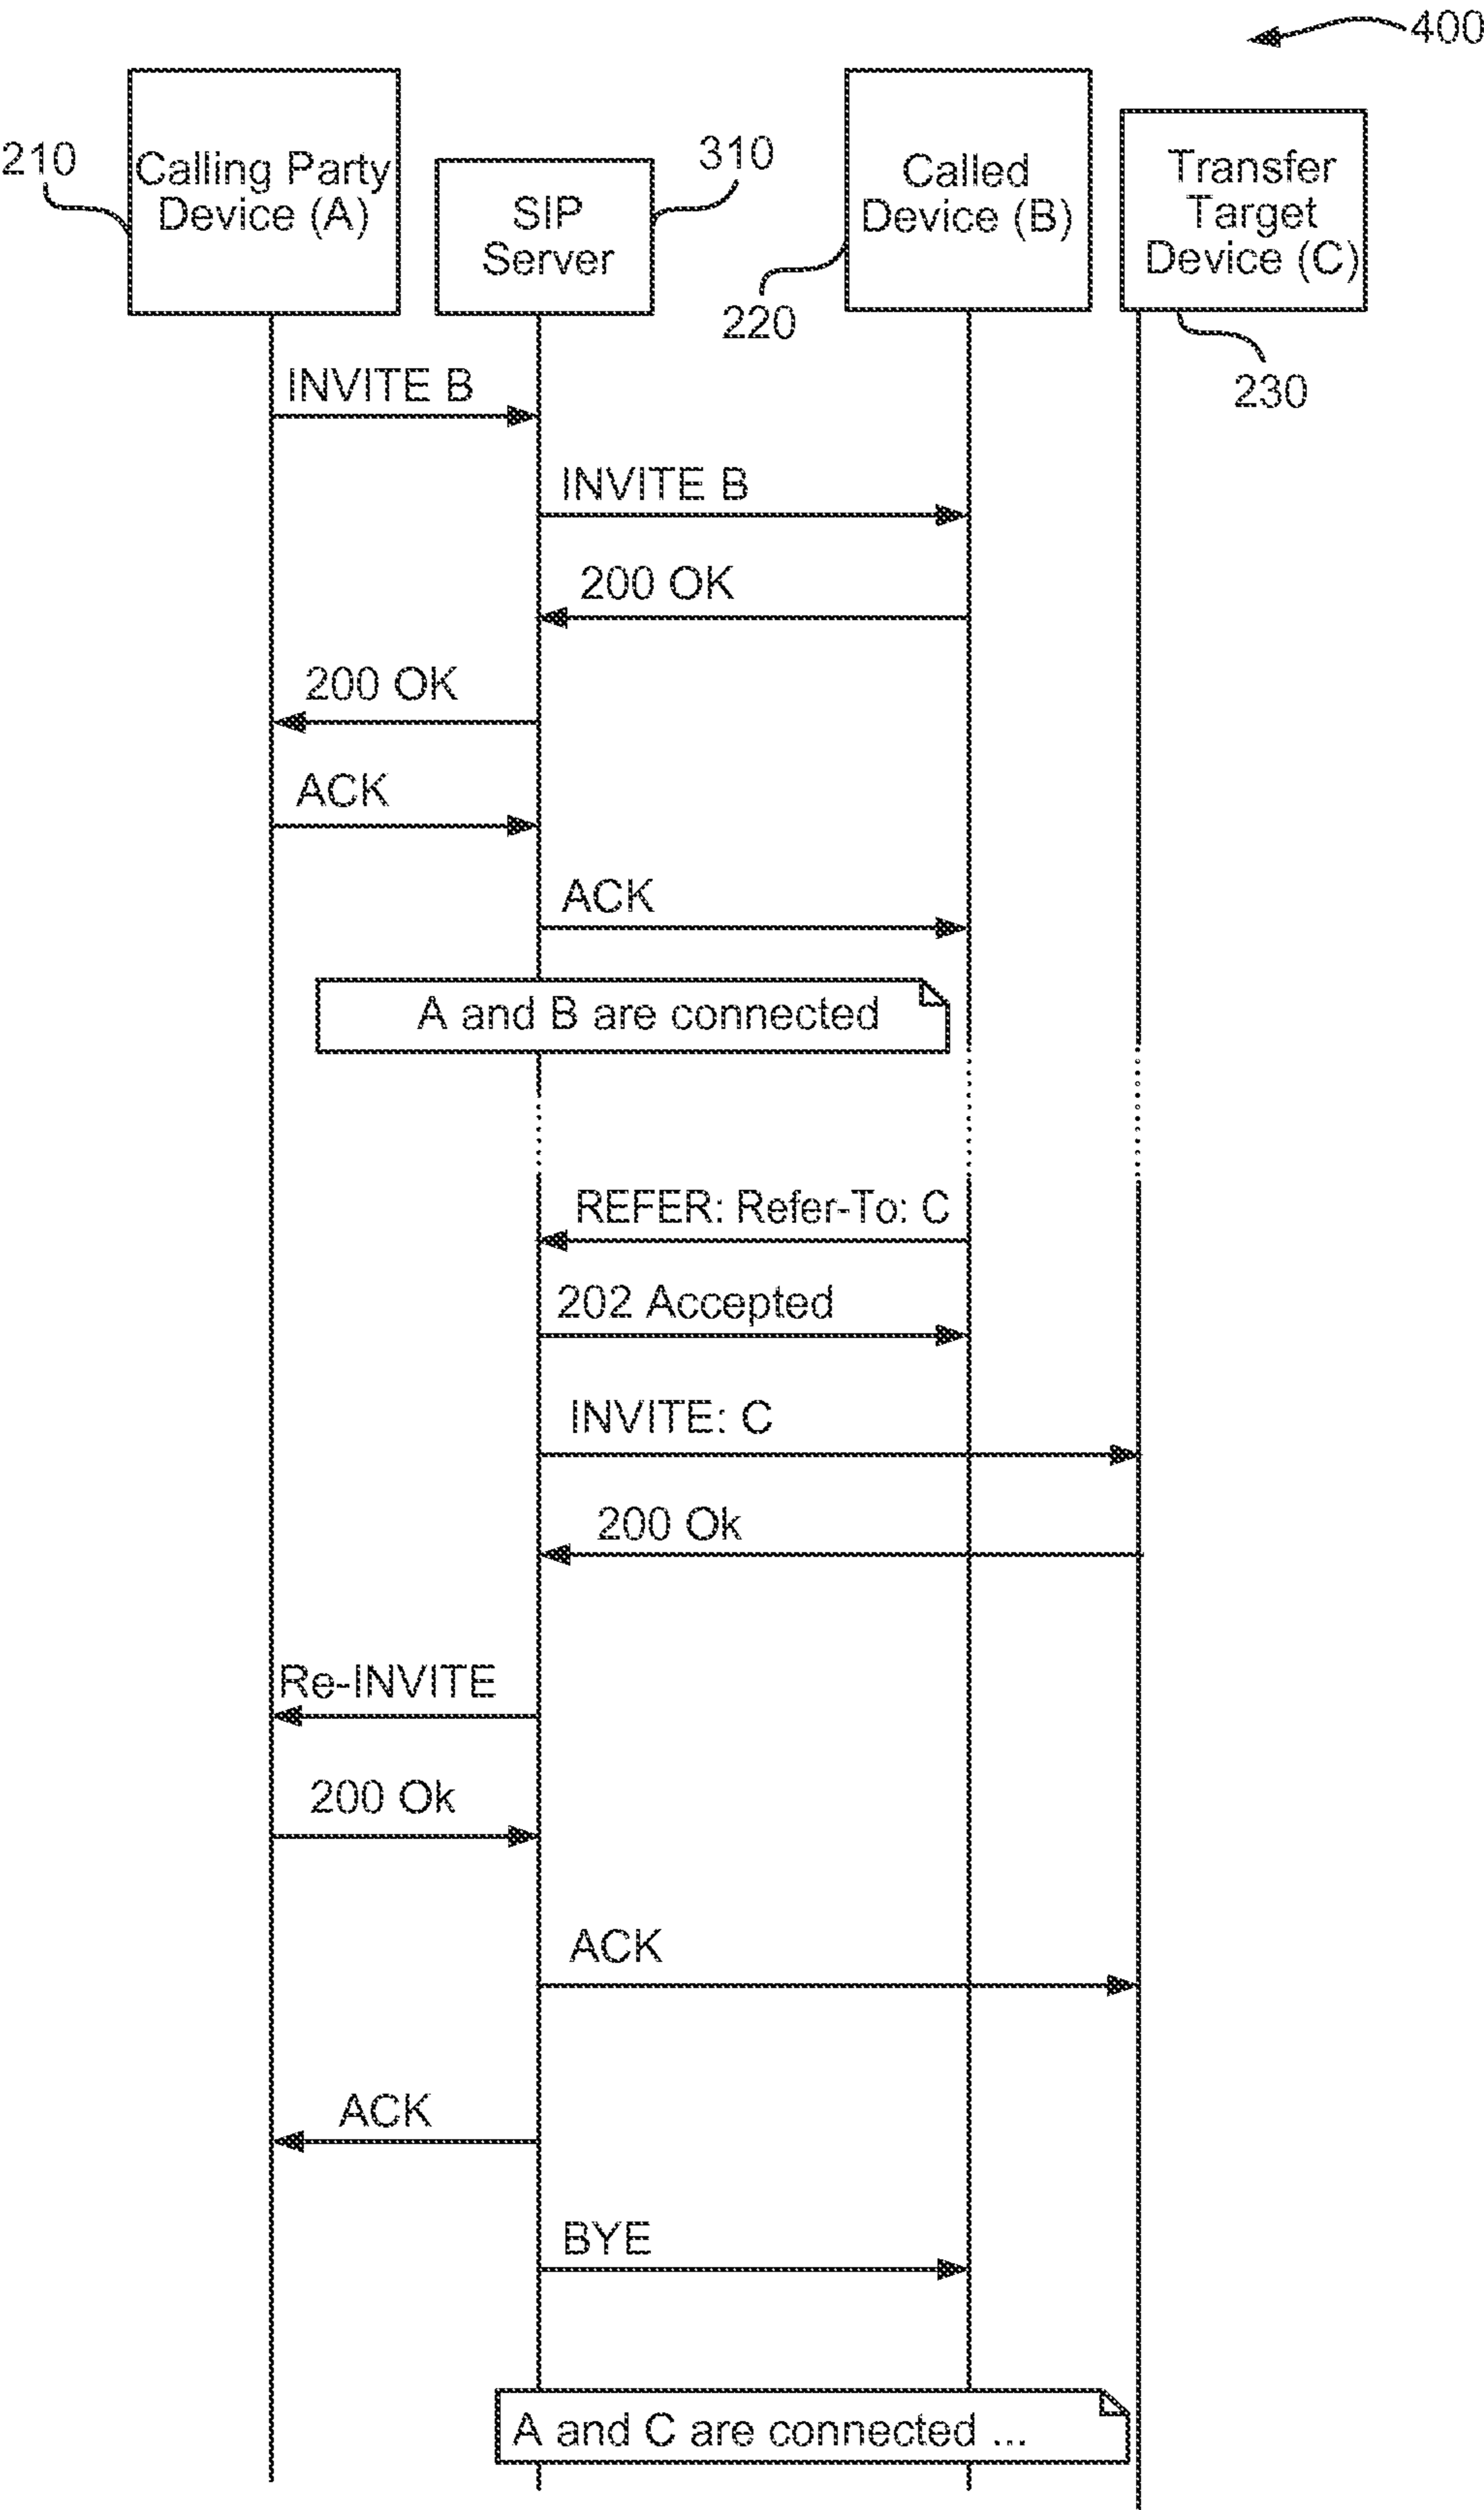 400
210
Calling Party
Device (A)
SIP
Server
310
Called
Device (B)
220
Transfer
Target
Device (C)
230
INVITE B
INVITE B
200 OK
200 OK
ACK
ACK
A and B are connected
REFER: Refer-To: C
202 Accepted
INVITE: C
200 Ok
Re-INVITE
200 Ok
ACK
ACK
BYE
A and C are connected ...